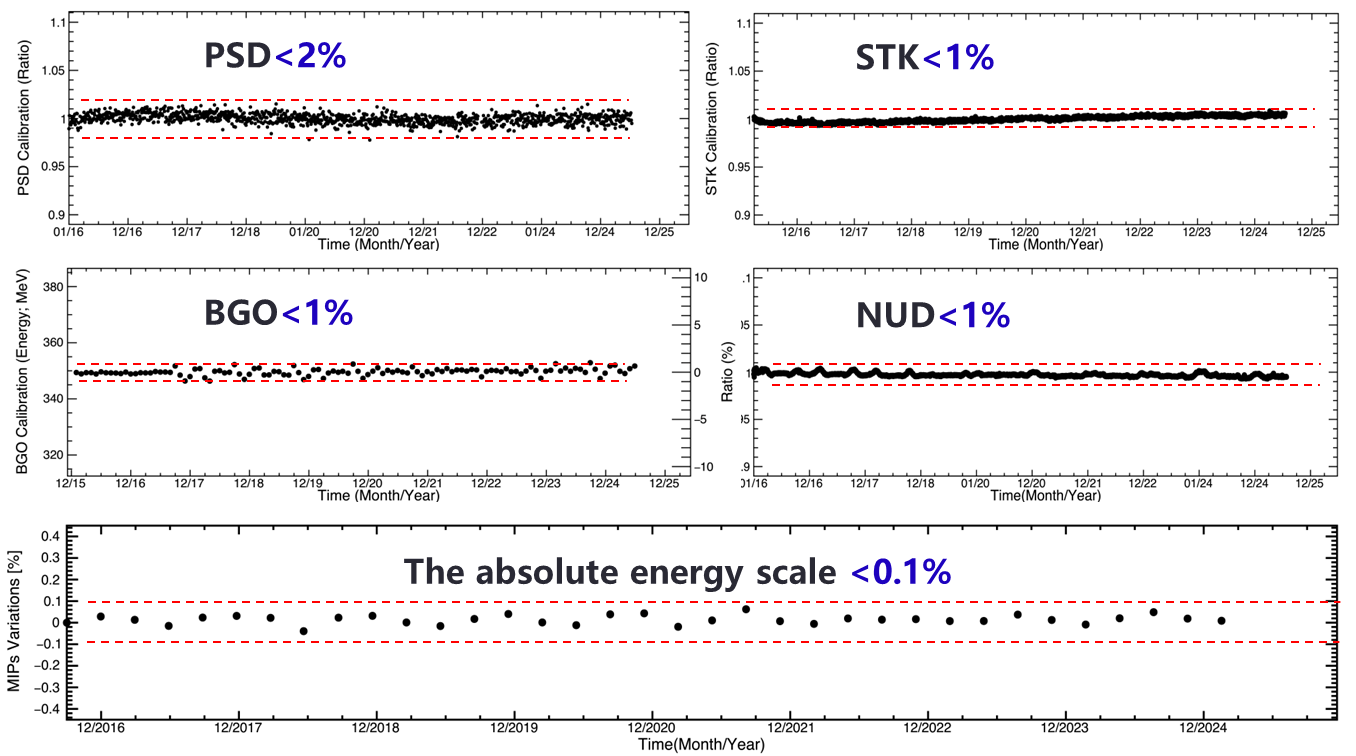 PSD<2%
PSD Calibration (Ratio)
1.1
1.05
1
0.95
0.9
01/16 12/16 12/17 12/18 01/20 12/20 12/21 12/22 01/24 12/24 12/25
Time (Month/Year)
STK<1%
STK Calibration (Ratio)
1.1
1.05
1
0.95
0.9
12/16 12/17 12/18 12/19 12/20 12/21 12/22 12/23 12/24 12/25
Time (Month/Year)
BGO<1%
BGO Calibration (Energy: MeV)
380
360
340
320
10
5
0
−5
−10
12/15 12/16 12/17 12/18 12/19 12/20 12/21 12/22 12/23 12/24 12/25
Time (Month/Year)
NUD<1%
Ratio (%)
.1
05
1
95
.9
01/16 12/16 12/17 12/18 01/20 12/20 12/21 12/22 01/24 12/24 12/25
Time(Month/Year)
The absolute energy scale <0.1%
MIPs Variations [%]
0.4
0.3
0.2
0.1
0
−0.1
−0.2
−0.3
−0.4
12/2016 12/2017 12/2018 12/2019 12/2020 12/2021 12/2022 12/2023 12/2024
Time(Month/Year)